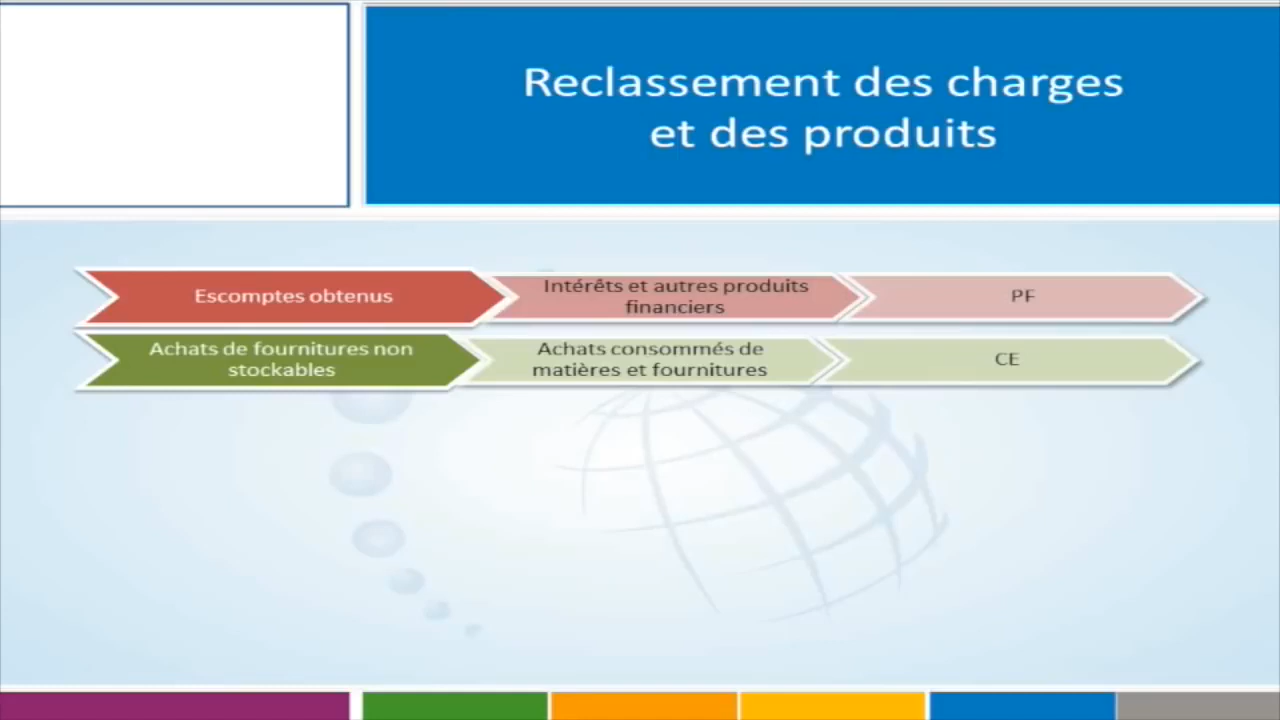 Reclassement des charges
et des produits
Escomptes obtenus
Intérêts et autres produits
financiers
PF
Achats de fournitures non
stockables
Achats consommés de
matières et fournitures
CE